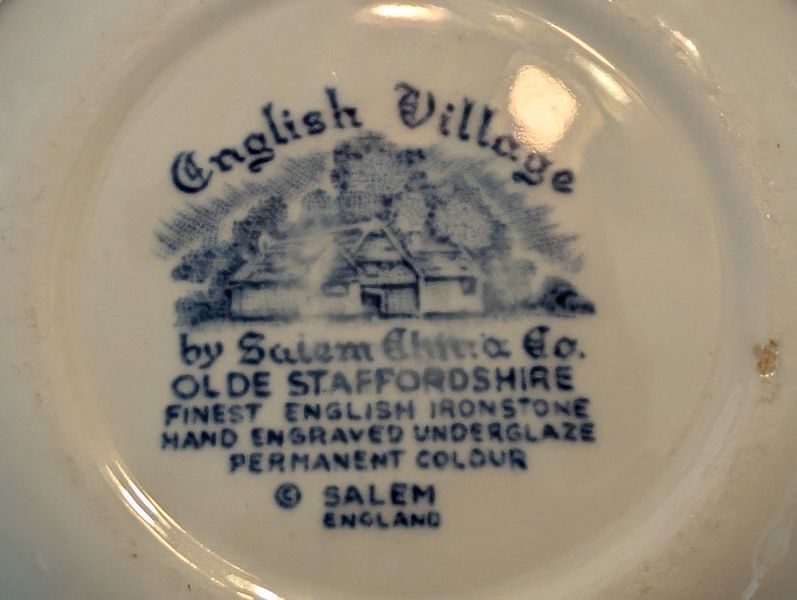 English Village
by Salem China Co.
OLDE STAFFORDSHIRE
FINEST ENGLISH IRONSTONE
HAND ENGRAVED UNDERGLAZE
PERMANENT COLOUR
© SALEM
ENGLAND